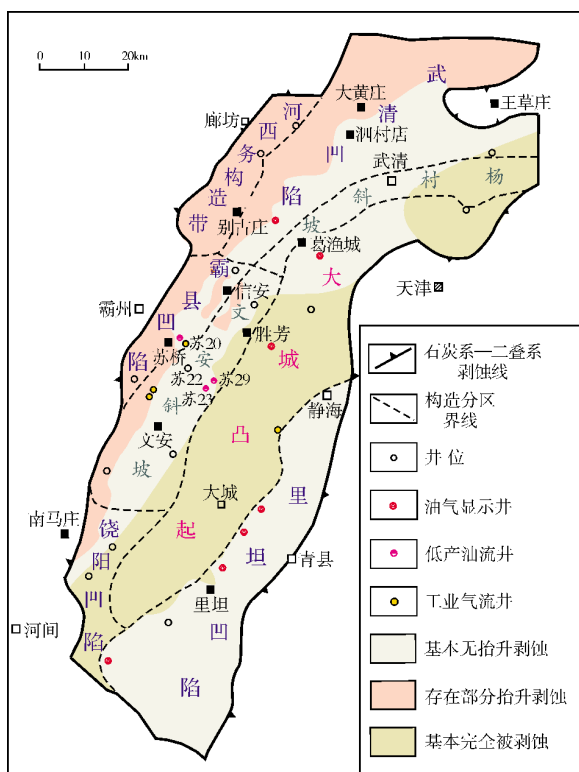 0 10 20km
武清凹陷
河西务构造带
大黄庄
王草庄
泗村店
廊坊
武清
杨村斜坡
别古庄
葛渔城
大城凸起
天津
霸县凹陷
信安
霸州
文安斜坡
胜芳
苏20
苏桥
苏22
苏29
苏23
静海
文安
大城
南马庄
饶阳凹陷
里坦凹陷
青县
里坦
河间
石炭系—二叠系
剥蚀线
构造分区
界线
井位
油气显示井
低产汕流井
工业气流井
基本无抬升剥蚀
存在部分抬升剥蚀
基本完全被剥蚀